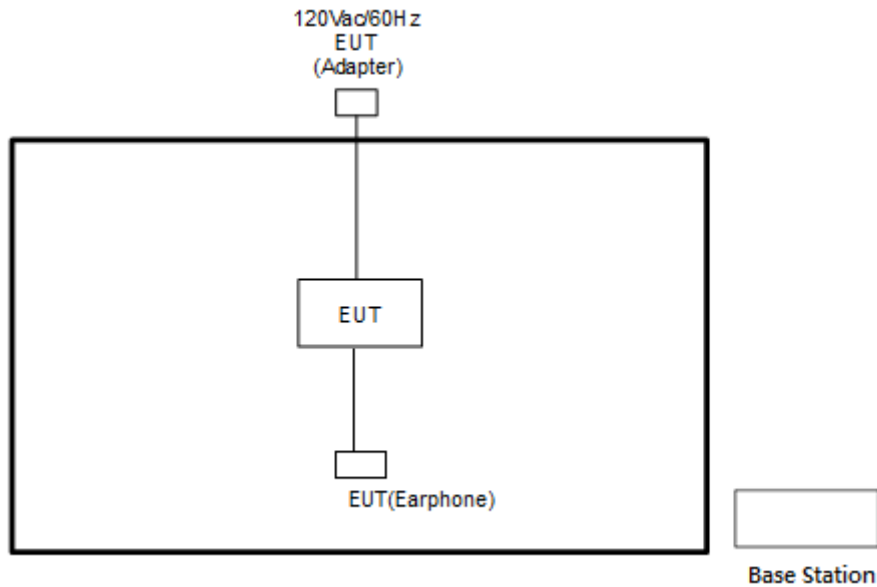 120Vac/60Hz
EUT
(Adapter)
EUT
EUT(Earphone)
Base Station